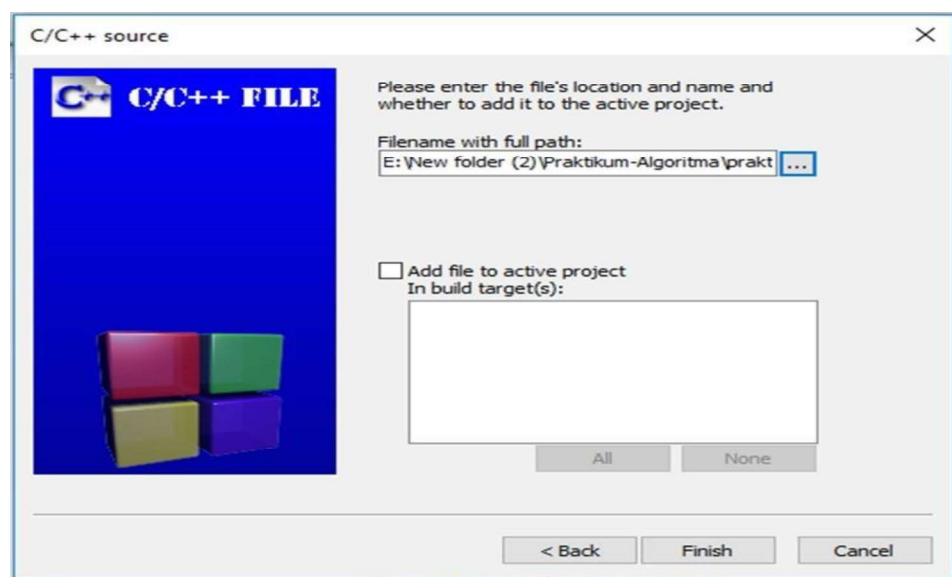 C/C++ source
C++ C/C++ FILE
Please enter the file's location and name and
whether to add it to the active project.
Filename with full path:
E:\New folder (2)\Praktikum-Algoritma\prakt
...
Add file to active project
In build target(s):
All None
< Back Finish Cancel